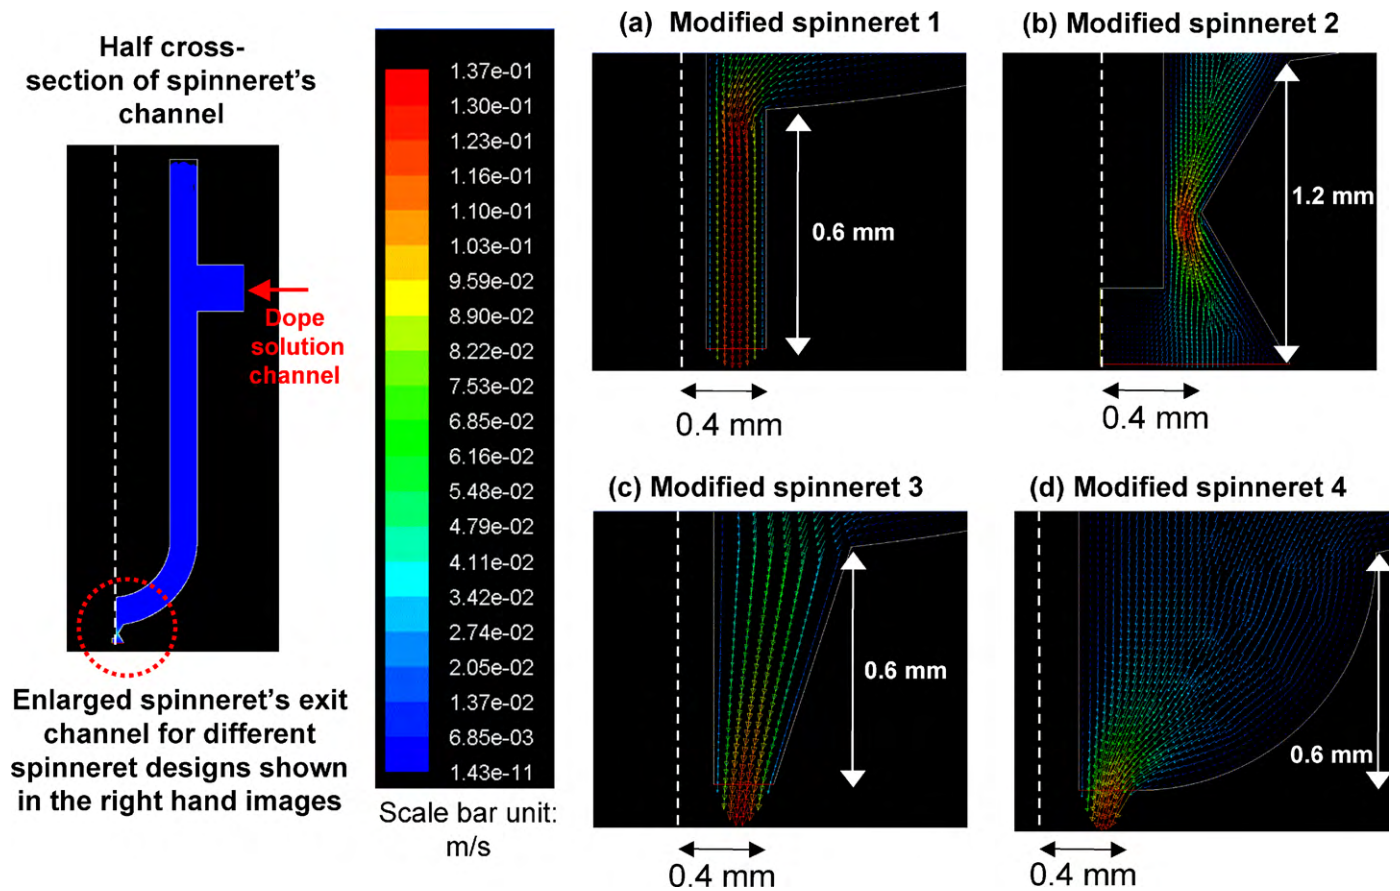 Half cross-
section of spinneret's
channel
Dope
solution
channel
Enlarged spinneret's exit
channel for different
spinneret designs shown
in the right hand images
1.37e-01
1.30e-01
1.23e-01
1.16e-01
1.10e-01
1.03e-01
9.59e-02
8.90e-02
8.22e-02
7.53e-02
6.85e-02
6.16e-02
5.48e-02
4.79e-02
4.11e-02
3.42e-02
2.74e-02
2.05e-02
1.37e-02
6.85e-03
1.43e-11
Scale bar unit:
m/s
(a) Modified spinneret 1
0.6 mm
0.4 mm
(b) Modified spinneret 2
1.2 mm
0.4 mm
(c) Modified spinneret 3
0.6 mm
0.4 mm
(d) Modified spinneret 4
0.6 mm
0.4 mm